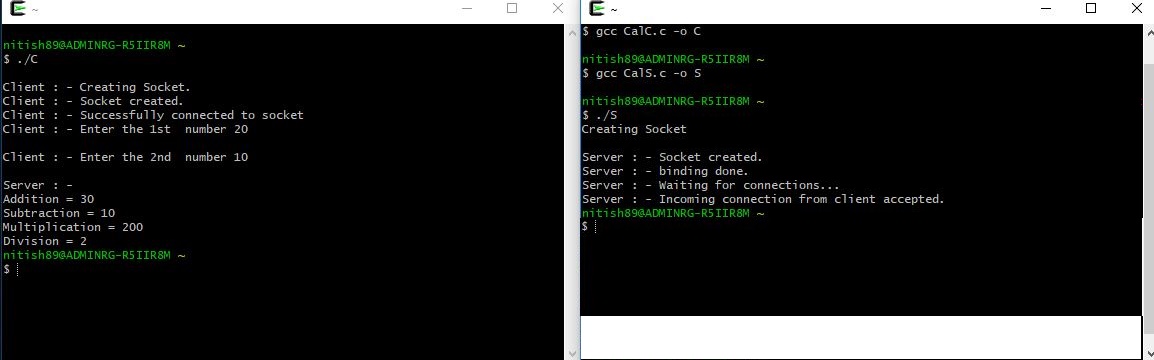 ~
nitish89@ADMINRG-R5IIR8M ~
$ ./C
Client : - Creating Socket.
Client : - Socket created.
Client : - Successfully connected to socket
Client : - Enter the 1st  number 20
Client : - Enter the 2nd  number 10
Server : -
Addition = 30
Subtraction = 10
Multiplication = 200
Division = 2
nitish89@ADMINRG-R5IIR8M ~
$
~
$ gcc CalC.c -o C
nitish89@ADMINRG-R5IIR8M ~
$ gcc CalS.c -o S
nitish89@ADMINRG-R5IIR8M ~
$ ./S
Creating Socket
Server : - Socket created.
Server : - binding done.
Server : - Waiting for connections...
Server : - Incoming connection from client accepted.
nitish89@ADMINRG-R5IIR8M ~
$